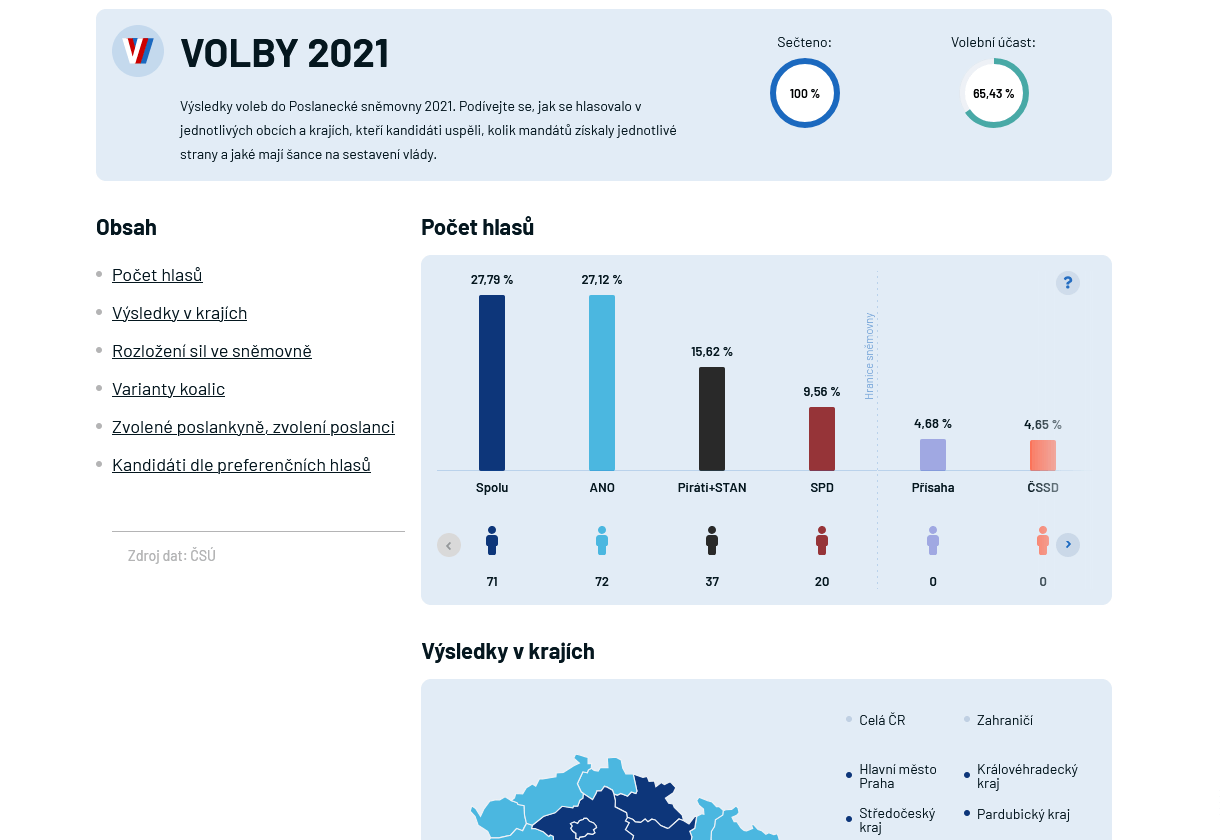 VOLBY 2021
Výsledky voleb do Poslanecké sněmovny 2021. Podívejte se, jak se hlasovalo v
jednotlivých obcích a krajích, kteří kandidáti uspěli, kolik mandátů získaly jednotlivé
strany a jaké mají šance na sestavení vlády.
Sečteno:
100 %
Volební účast:
65,43 %
Obsah
Počet hlasů
Výsledky v krajích
Rozložení sil ve sněmovně
Varianty koalic
Zvolené poslankyně, zvolení poslanci
Kandidáti dle preferenčních hlasů
Zdroj dat: ČSÚ
Počet hlasů
?
27,79 % 27,12 % 15,62 % 9,56 % 4,68 % 4,65 %
Hranice sněmovny
Spolu ANO Piráti+STAN SPD Přísaha ČSSD
71 72 37 20 0 0
Výsledky v krajích
Celá ČR
Zahraničí
Hlavní město
Praha
Královéhradecký
kraj
Středočeský
kraj
Pardubický kraj